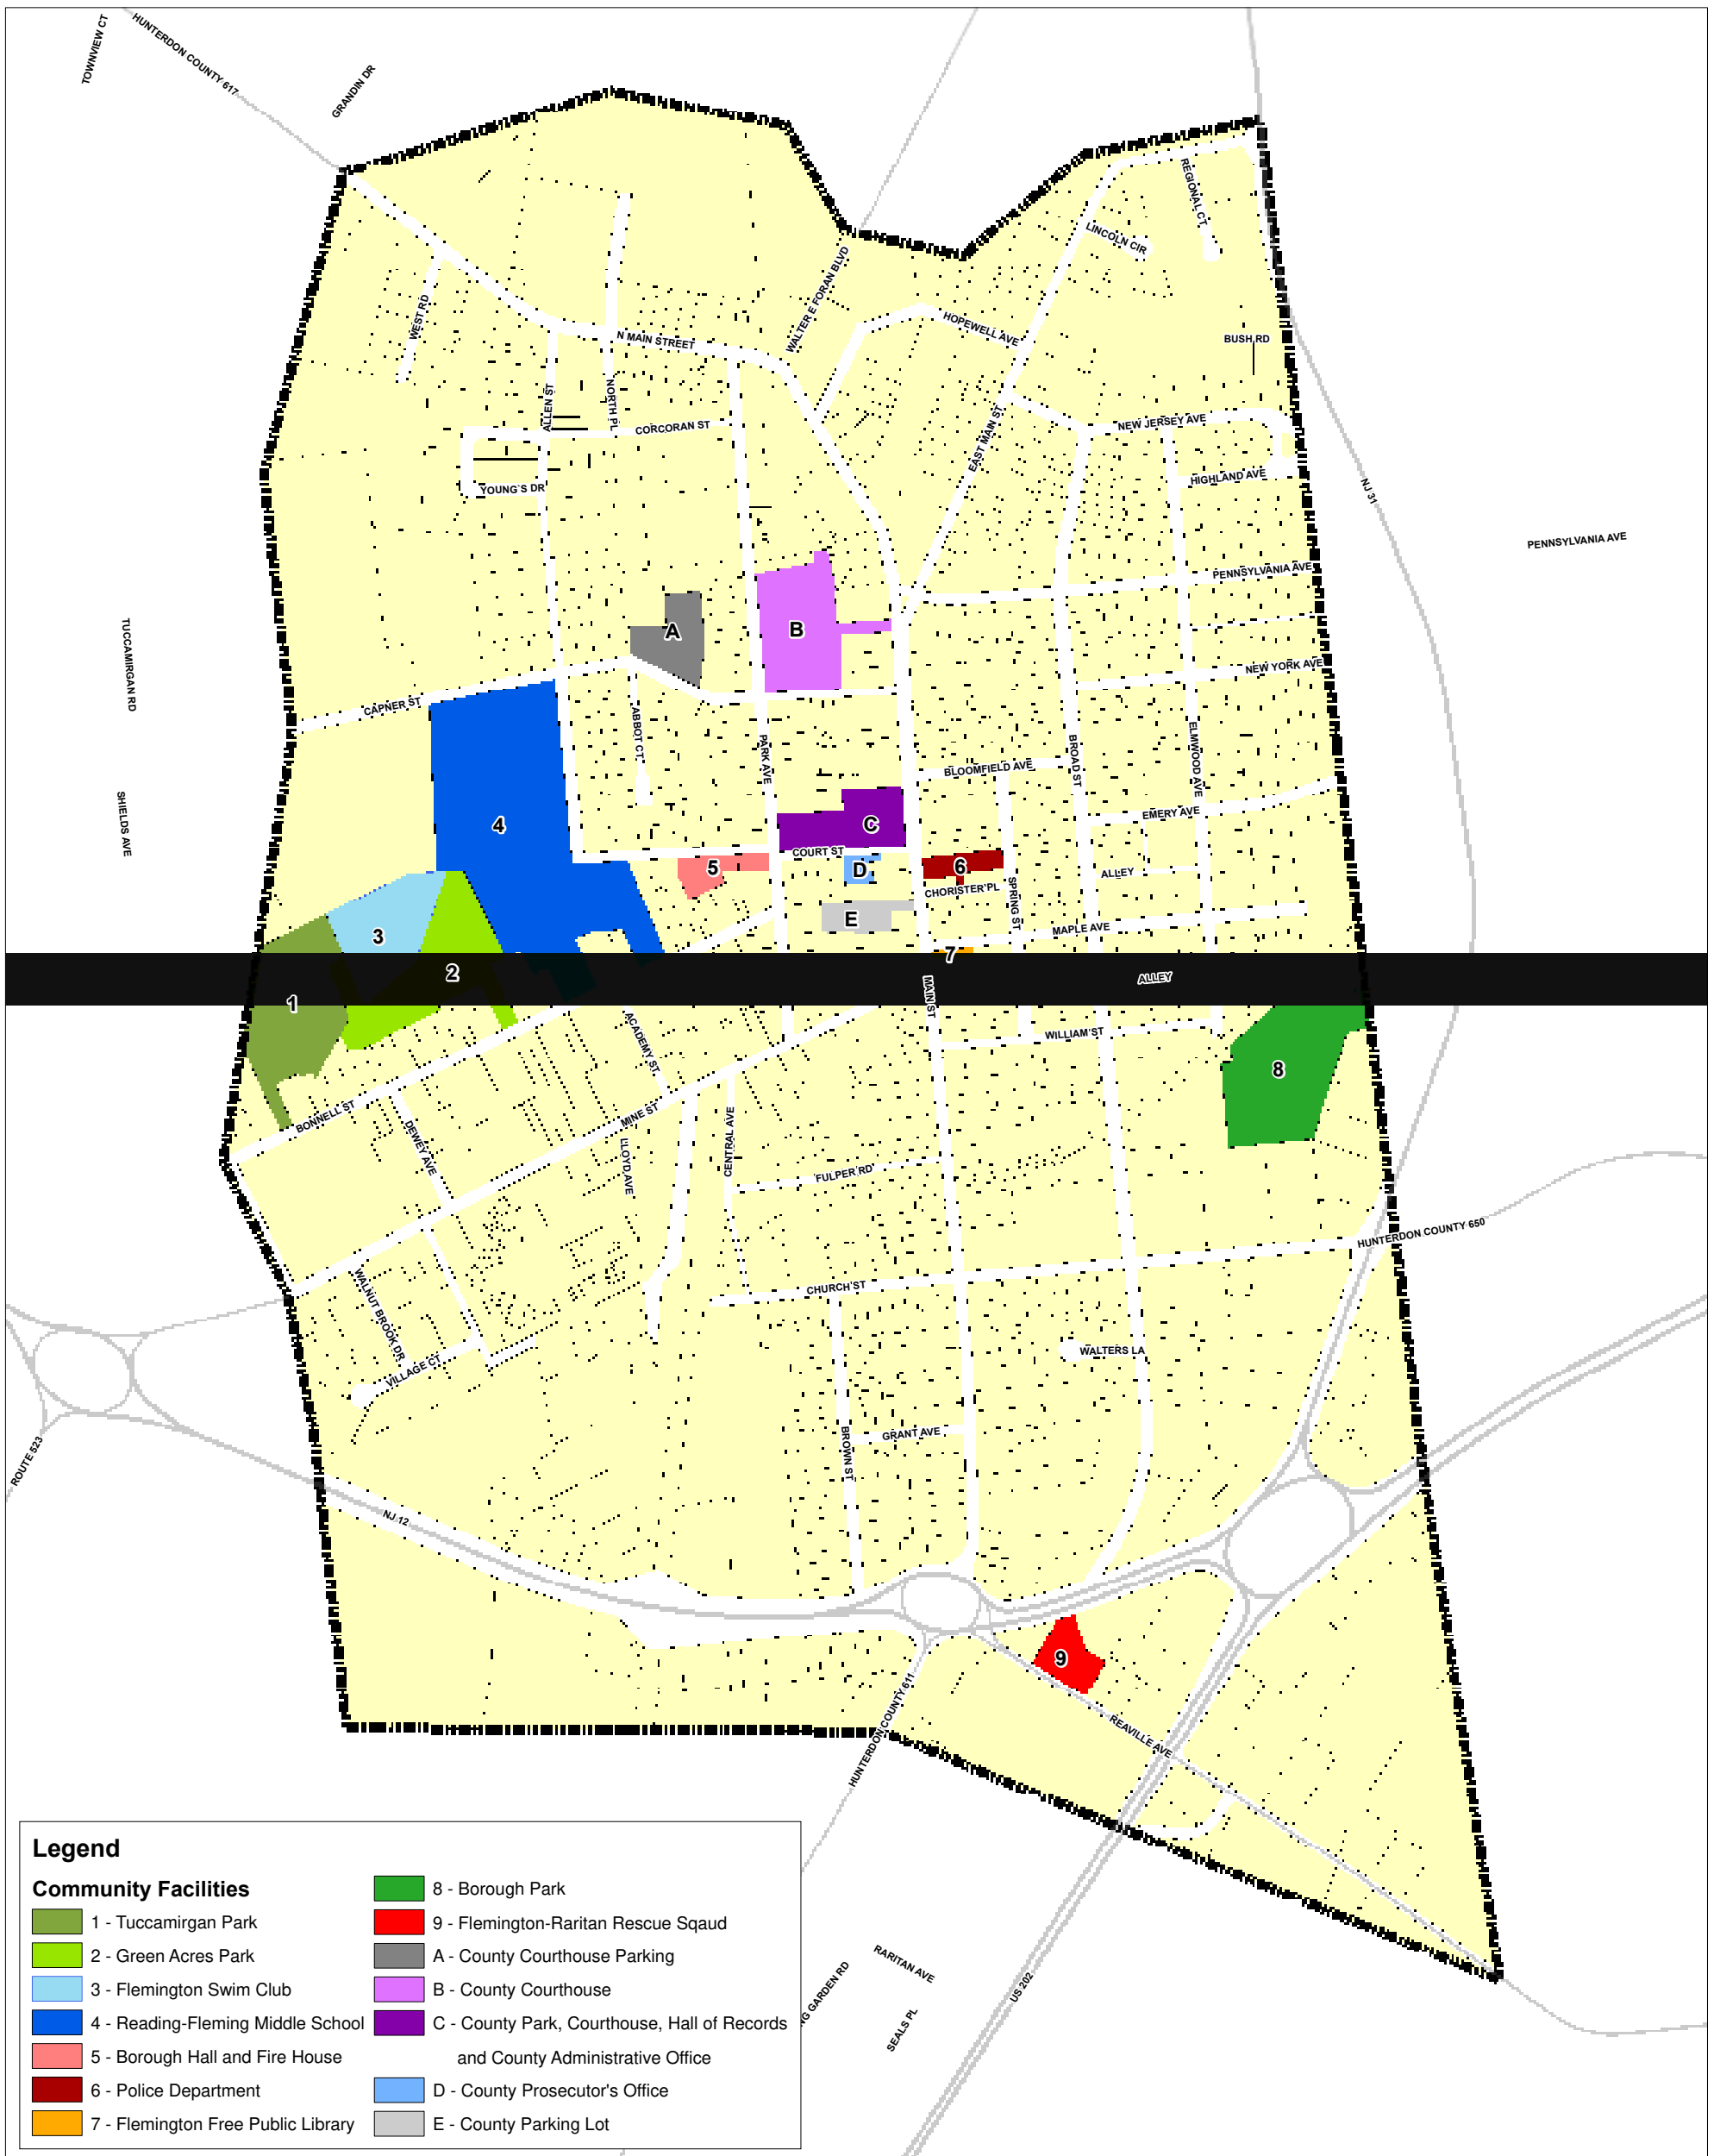 TOWNVIEW CT
HUNTERDON COUNTY 617
GRANDIN DR
REGIONAL CT
LINCOLN CIR
WALTER E FORAN BLVD
WEST RD
HOPEWELL AVE
N MAIN STREET
BUSH RD
ALLEN ST
NORTH PL
CORCORAN ST
EAST MAIN ST
NEW JERSEY AVE
YOUNG'S DR
HIGHLAND AVE
NJ 31
PENNSYLVANIA AVE
PENNSYLVANIA AVE
A
B
TUCCAMIRGAN RD
NEW YORK AVE
CAPNER ST
ABBOT CT
PARK AVE
BROAD ST
ELMWOOD AVE
BLOOMFIELD AVE
SHIELDS AVE
4
C
EMERY AVE
COURT ST
5
D
6
ALLEY
CHORISTER PL
SPRING ST
E
3
MAPLE AVE
7
2
ALLEY
1
MAIN ST
ACADEMY ST
WILLIAM ST
8
BONNELL ST
MINE ST
DEWEY AVE
LLOYD AVE
CENTRAL AVE
FULPER RD
HUNTERDON COUNTY 650
CHURCH ST
WALNUT BROOK DR
WALTERS LA
VILLAGE CT
BROWN ST
GRANT AVE
ROUTE 523
NJ 12
9
HUNTERDON COUNTY 611
REAVILLE AVE
RARITAN AVE
NG GARDEN RD
SEALS PL
US 202
Legend
Community Facilities
1 - Tuccamirgan Park
2 - Green Acres Park
3 - Flemington Swim Club
4 - Reading-Fleming Middle School
5 - Borough Hall and Fire House
6 - Police Department
7 - Flemington Free Public Library
8 - Borough Park
9 - Flemington-Raritan Rescue Sqaud
A - County Courthouse Parking
B - County Courthouse
C - County Park, Courthouse, Hall of Records
and County Administrative Office
D - County Prosecutor's Office
E - County Parking Lot